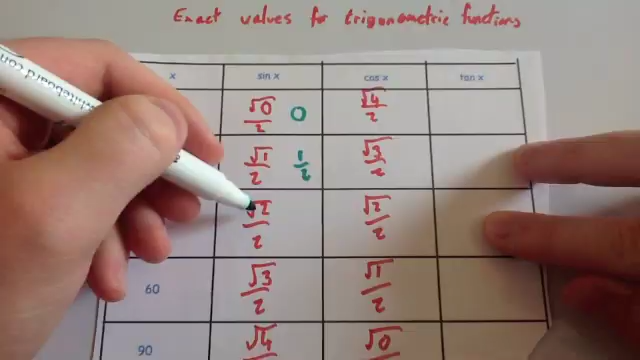 Exact values for trigonometric functions
x sin x cos x tan x
√0/2 0 √4/2
√1/2 1/2 √3/2
√2/2 √2/2
60 √3/2 √1/2
90 √4 √0